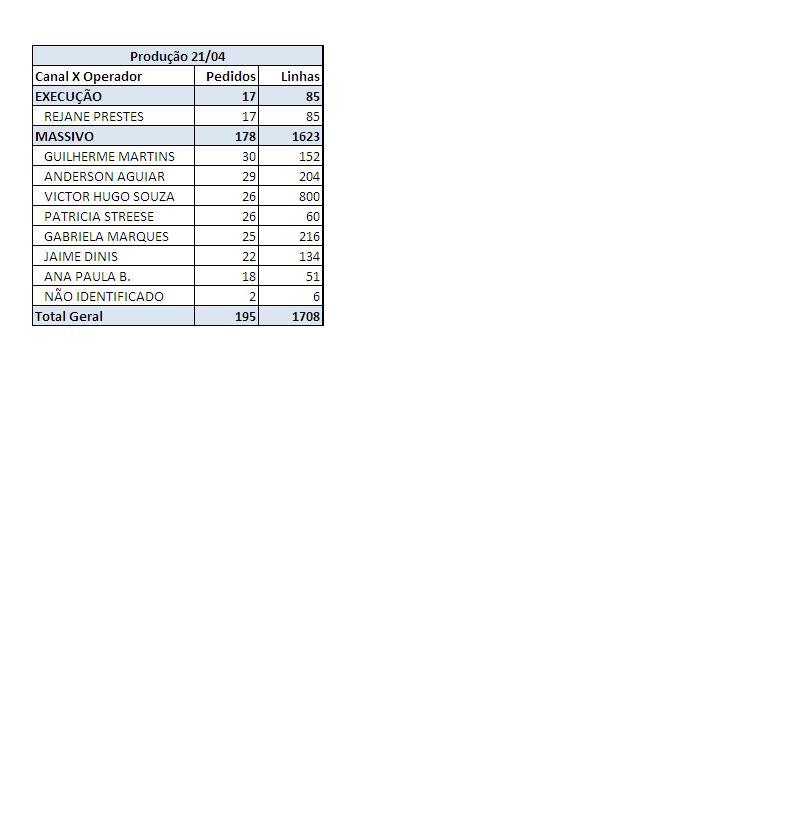 Produção 21/04
Canal X Operador Pedidos Linhas
EXECUÇÃO 17 85
REJANE PRESTES 17 85
MASSIVO 178 1623
GUILHERME MARTINS 30 152
ANDERSON AGUIAR 29 204
VICTOR HUGO SOUZA 26 800
PATRICIA STREESE 26 60
GABRIELA MARQUES 25 216
JAIME DINIS 22 134
ANA PAULA B. 18 51
NÃO IDENTIFICADO 2 6
Total Geral 195 1708